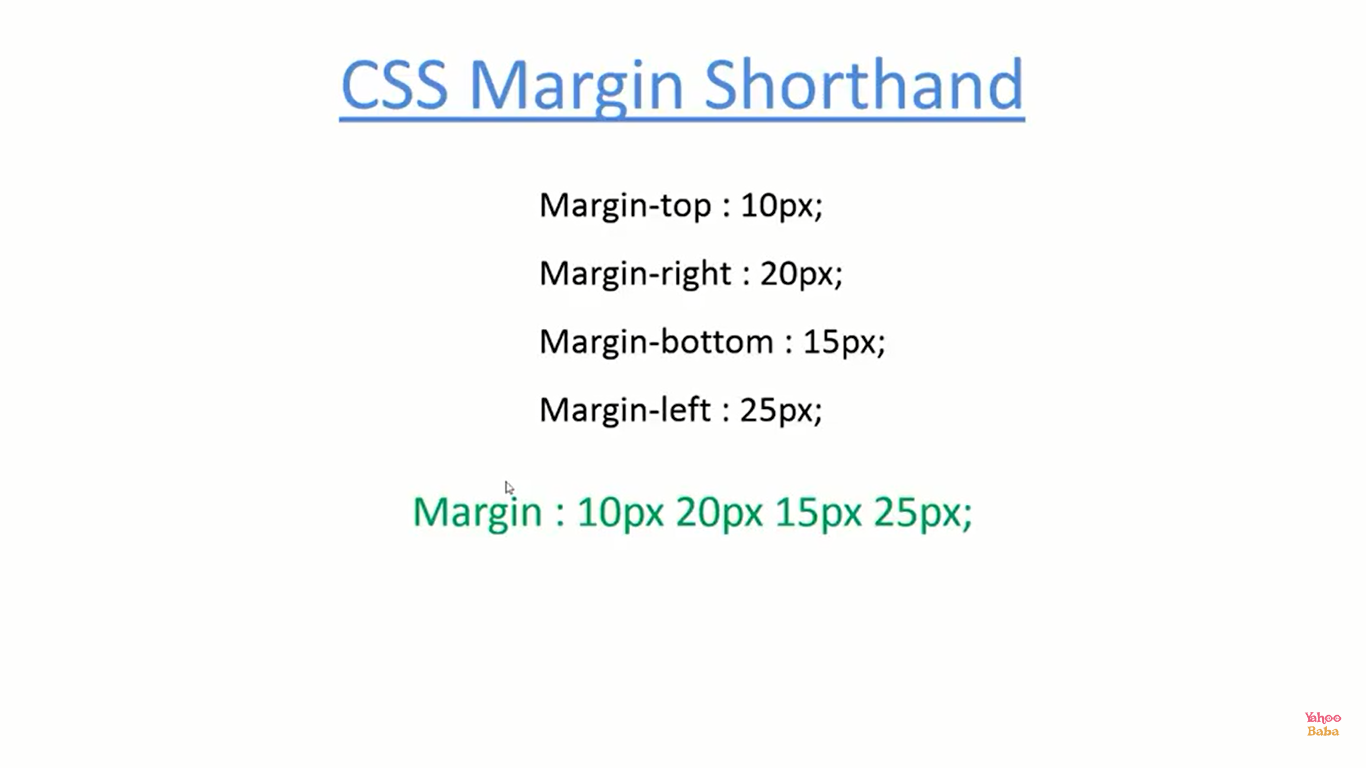 CSS Margin Shorthand
Margin-top : 10px;
Margin-right : 20px;
Margin-bottom : 15px;
Margin-left : 25px;
Margin : 10px 20px 15px 25px;
Yahoo
Baba